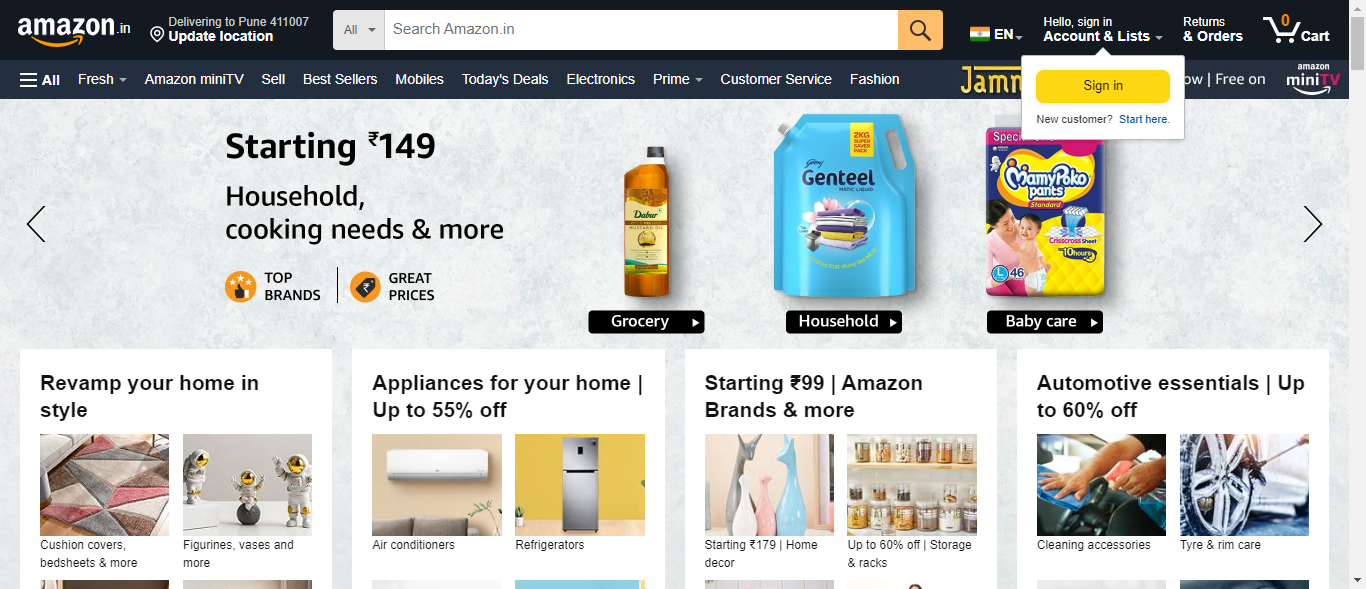 amazon.in
Delivering to Pune 411007
Update location
All
Search Amazon.in
EN
Hello, sign in
Account & Lists
Returns
& Orders
0
Cart
All
Fresh
Amazon miniTV
Sell
Best Sellers
Mobiles
Today's Deals
Electronics
Prime
Customer Service
Fashion
Jamn
ow | Free on
amazon
miniTV
Sign in
New customer? Start here.
Starting ₹149
Household,
cooking needs & more
TOP
BRANDS
GREAT
PRICES
Dabur
MUSTARD OIL
Grocery
2KG
SUPER
SAVER
PACK
Godrej
Genteel
MATIC LIQUID
Household
Speci
MamyPoko
pants
Standard
Crisscross Sheet
10hours
L 46
Baby care
Revamp your home in
style
Cushion covers,
bedsheets & more
Figurines, vases and
more
Appliances for your home |
Up to 55% off
Air conditioners
Refrigerators
Starting ₹99 | Amazon
Brands & more
Starting ₹179 | Home
decor
Up to 60% off | Storage
& racks
Automotive essentials | Up
to 60% off
Cleaning accessories
Tyre & rim care